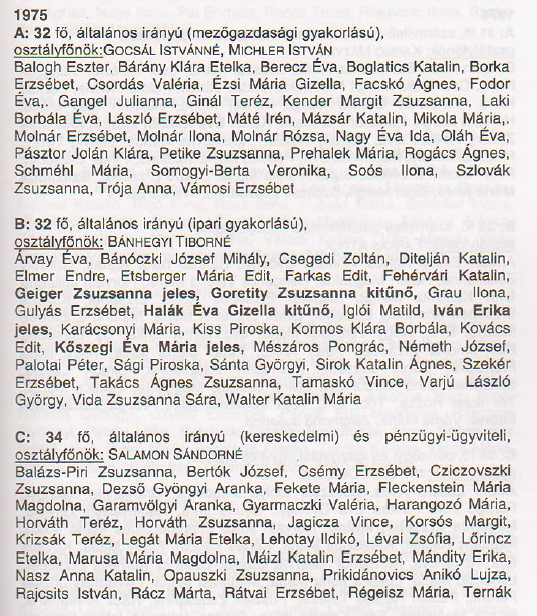 1975
A: 32 fő, általános irányú (mezőgazdasági gyakorlású),
osztályfőnök:GOCSÁL ISTVÁNNÉ, MICHLER ISTVÁN
Balogh Eszter, Bárány Klára Etelka, Berecz Éva, Boglatics Katalin, Borka
Erzsébet, Csordás Valéria, Ézsi Mária Gizella, Facskó Ágnes, Fodor
Éva,. Gangel Julianna, Ginál Teréz, Kender Margit Zsuzsanna, Laki
Borbála Éva, László Erzsébet, Máté Irén, Mázsár Katalin, Mikola Mária,.
Molnár Erzsébet, Molnár Ilona, Molnár Rózsa, Nagy Éva Ida, Oláh Éva,
Pásztor Jolán Klára, Petike Zsuzsanna, Prehalek Mária, Rogács Ágnes,
Schméhl Mária, Somogyi-Berta Veronika, Soós Ilona, Szlovák
Zsuzsanna, Trója Anna, Vámosi Erzsébet
B: 32 fő, általános irányú (ipari gyakorlású),
osztályfőnök: BÁNHEGYI TIBORNÉ
Árvay Éva, Bánóczki József Mihály, Csegedi Zoltán, Ditelján Katalin,
Elmer Endre, Etsberger Mária Edit, Farkas Edit, Fehérvári Katalin,
Geiger Zsuzsanna jeles, Goretity Zsuzsanna kitűnő, Grau Ilona,
Gulyás Erzsébet, Halák Éva Gizella kitűnő, Iglói Matild, Iván Erika
jeles, Karácsonyi Mária, Kiss Piroska, Kormos Klára Borbála, Kovács
Edit, Kőszegi Éva Mária jeles, Mészáros Pongrác, Németh József,
Palotai Péter, Sági Piroska, Sánta Györgyi, Sirok Katalin Ágnes, Szekér
Erzsébet, Takács Ágnes Zsuzsanna, Tamaskó Vince, Varjú László
György, Vida Zsuzsanna Sára, Walter Katalin Mária
C: 34 fő, általános irányú (kereskedelmi) és pénzügyi-ügyviteli,
osztályfőnök: SALAMON SÁNDORNÉ
Balázs-Piri Zsuzsanna, Bertók József, Csémy Erzsébet, Cziczovszki
Zsuzsanna, Dezső Gyöngyi Aranka, Fekete Mária, Fleckenstein Mária
Magdolna, Garamvölgyi Aranka, Gyarmaczki Valéria, Harangozó Mária,
Horváth Teréz, Horváth Zsuzsanna, Jagicza Vince, Korsós Margit,
Krizsák Teréz, Legát Mária Etelka, Lehotay Ildikó, Lévai Zsófia, Lőrincz
Etelka, Marusa Mária Magdolna, Máizl Katalin Erzsébet, Mándity Erika,
Nasz Anna Katalin, Opauszki Zsuzsanna, Prikidánovics Anikó Lujza,
Rajcsits István, Rácz Márta, Rátvai Erzsébet, Régeisz Mária, Ternák